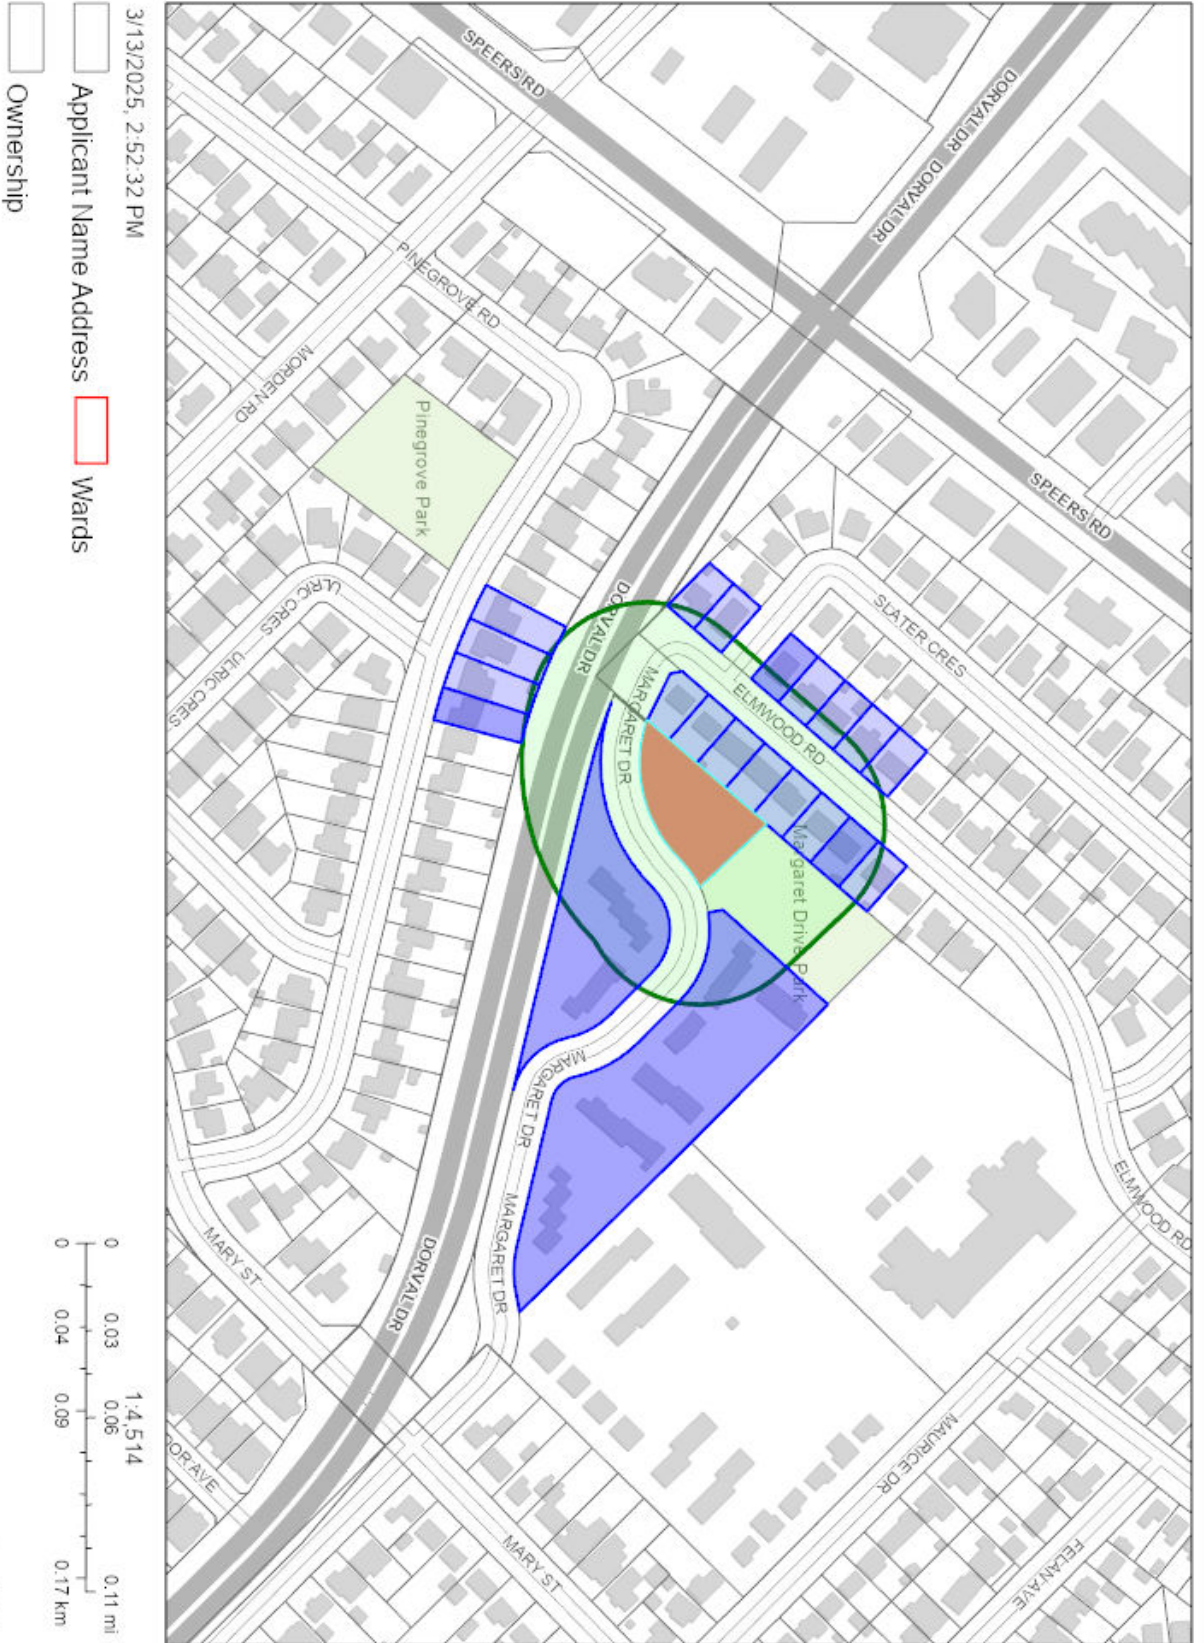 SPEERS RD
DORVAL DR
DORVAL DR
SPEERS RD
PINEGROVE RD
MORDEN RD
Pinegrove Park
ULRIC CRES
ULRIC CRES
ULRIC CRES
SLATER CRES
DORVAL DR
ELMWOOD RD
MARGARET DR
Margaret Drive Park
MARGARET DR
MARGARET DR
ELMWOOD RD
MARY ST
DORVAL DR
MAURICE DR
FELAN AVE
MARY ST
DOR AVE
3/13/2025, 2:52:32 PM
1:4,514
0 0.03 0.06 0.11 mi
0 0.04 0.09 0.17 km
Applicant Name Address
Wards
Ownership